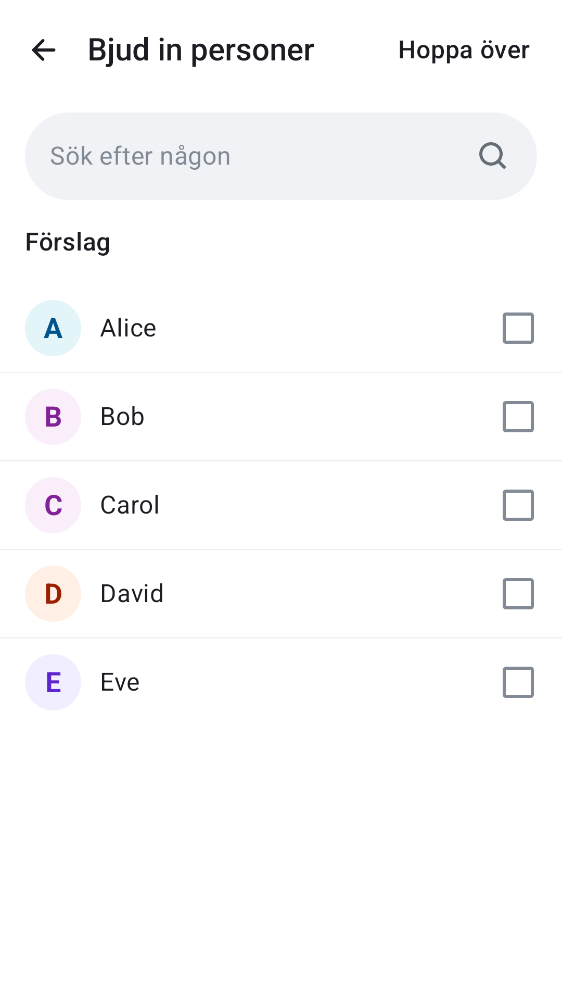 Bjud in personer
Hoppa över
Sök efter någon
Förslag
A Alice
B Bob
C Carol
D David
E Eve